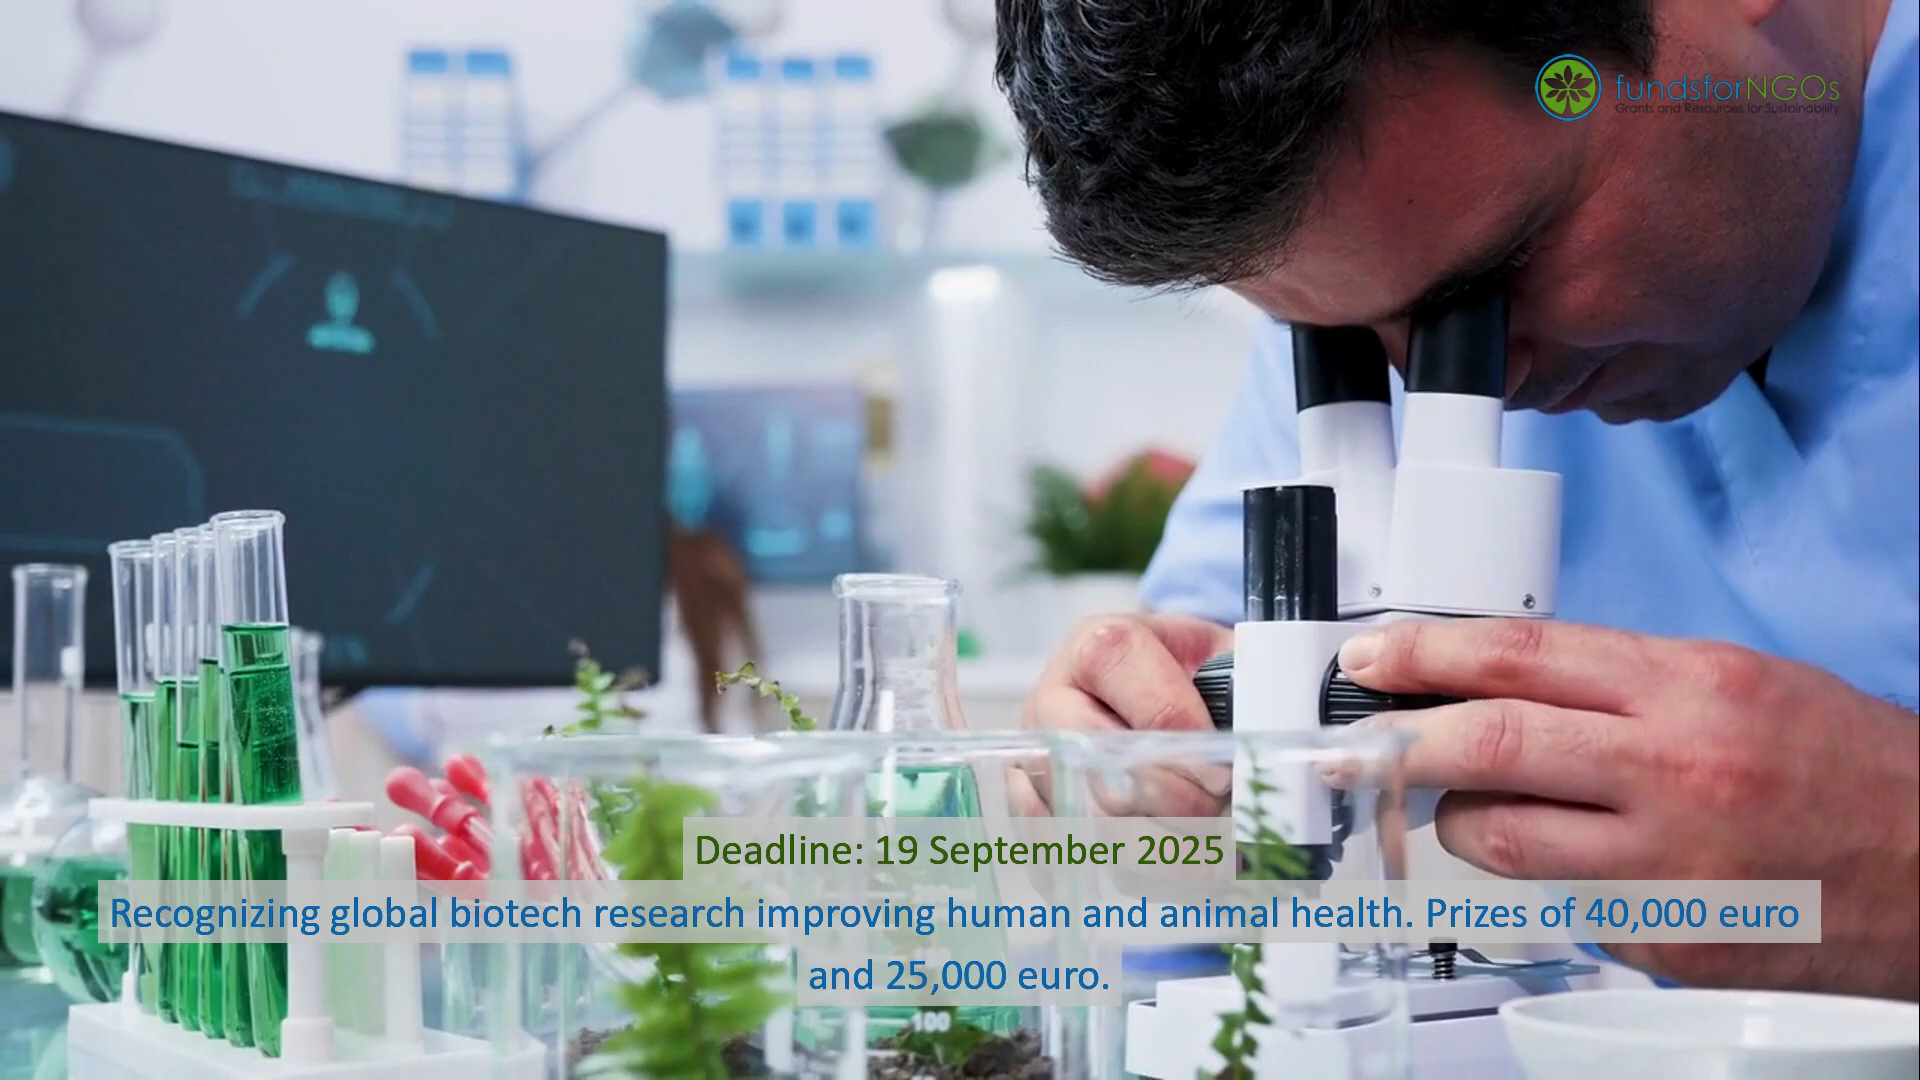 fundsforNGOs
Grants and Resources for Sustainability
Deadline: 19 September 2025
Recognizing global biotech research improving human and animal health. Prizes of 40,000 euro
and 25,000 euro.
100